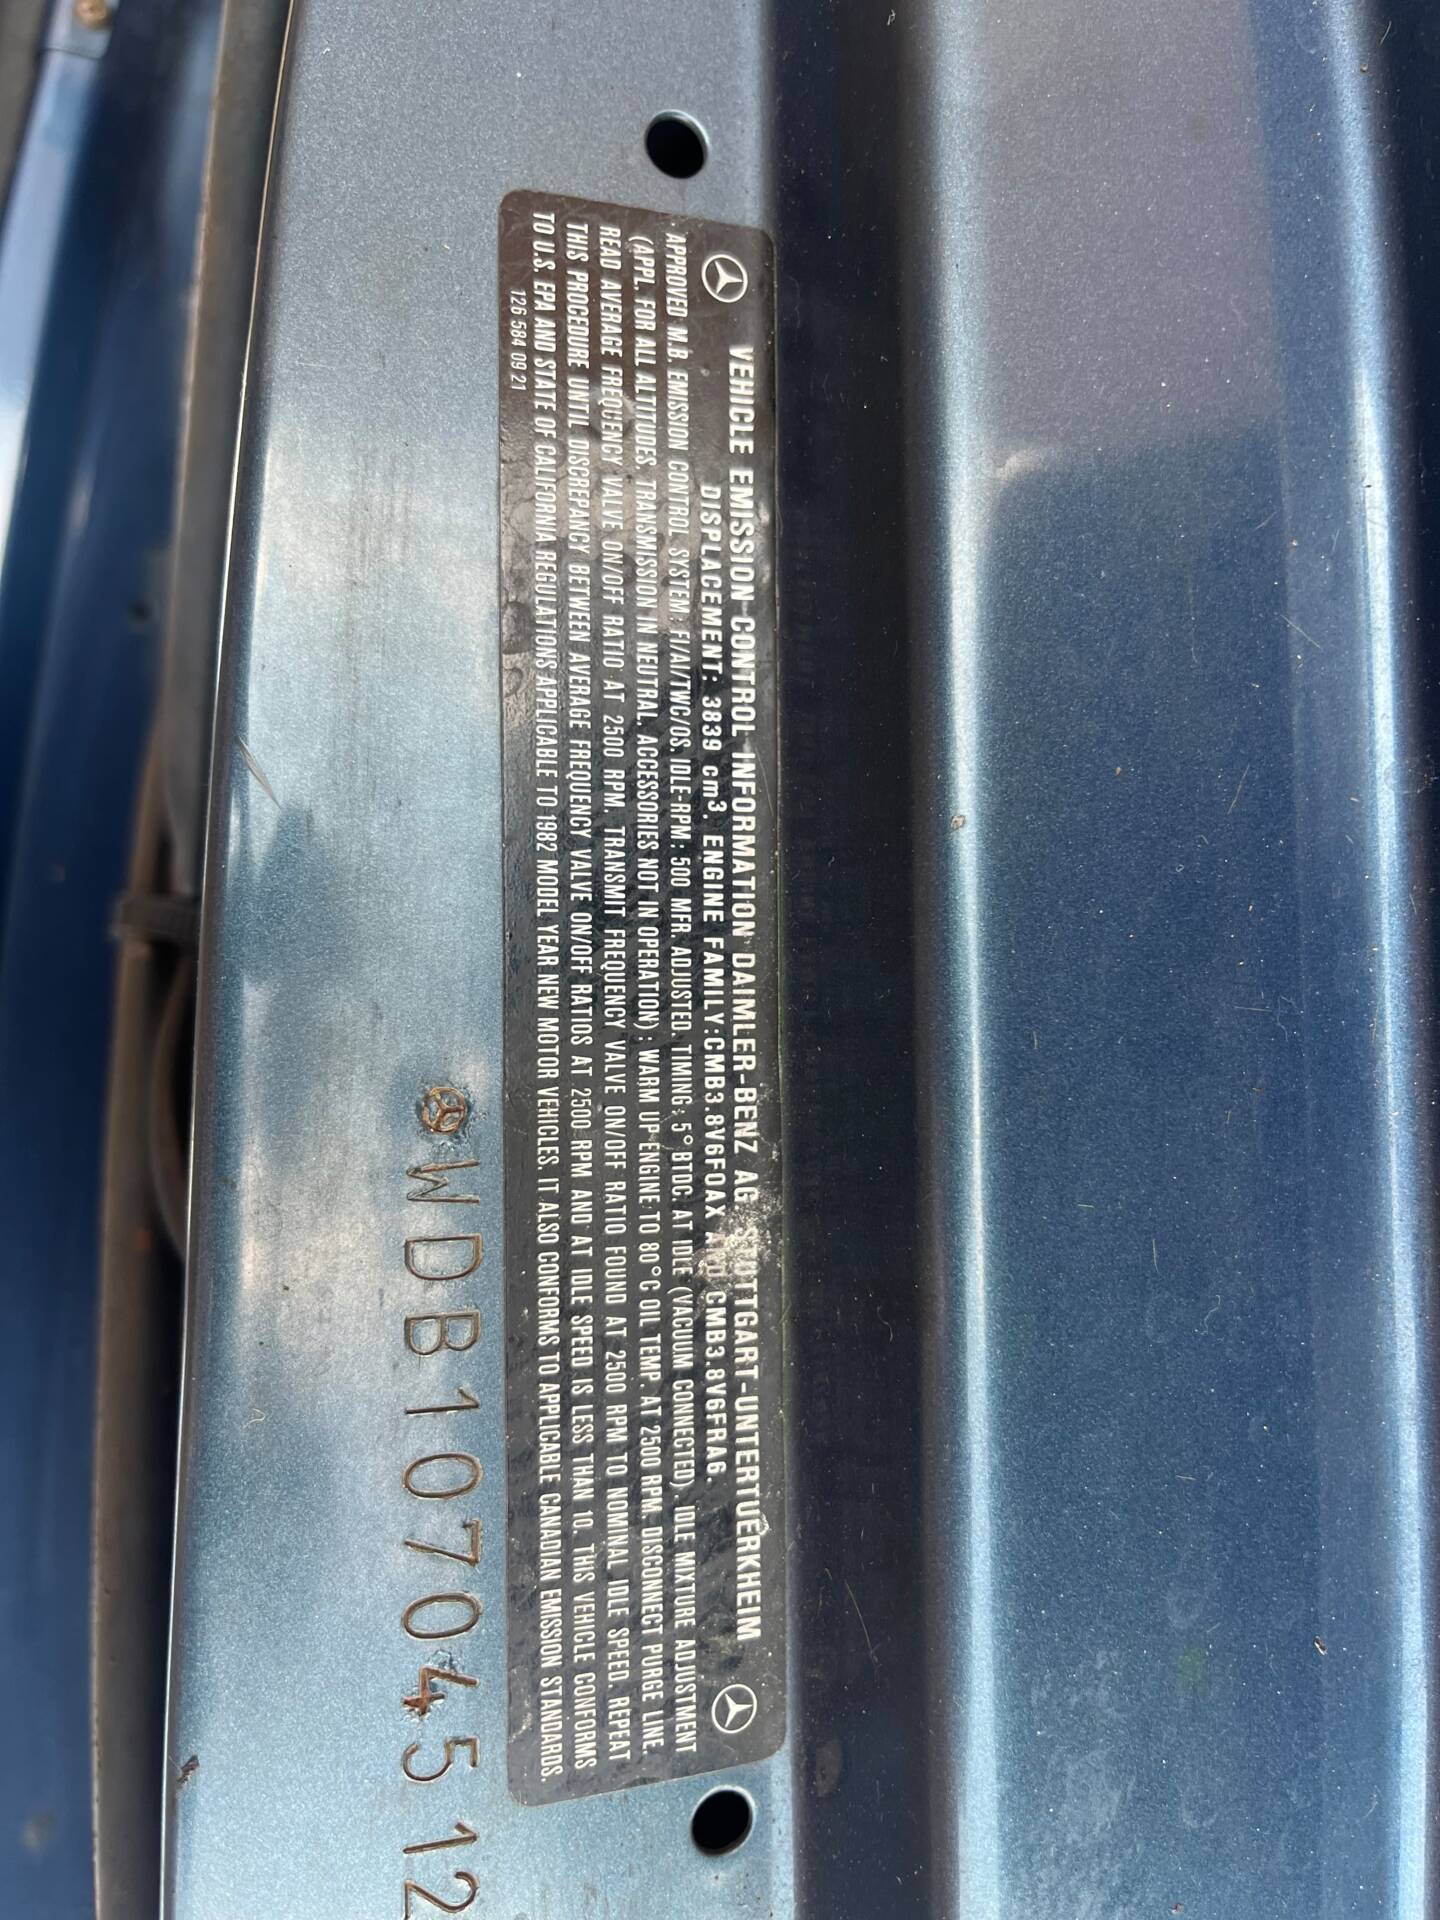 VEHICLE EMISSION CONTROL INFORMATION DAIMLER-BENZ AG STUTTGART-UNTERTUERKHEIM
DISPLACEMENT: 3839 cm³. ENGINE FAMILY:CMB3.8V6FOAX AND CMB3.8V6FRA6.
APPROVED M.B. EMISSION CONTROL SYSTEM: FI/AI/TWC/OS. IDLE-RPM: 500 MFR. ADJUSTED. TIMING: 5° BTDC. AT IDLE (VACUUM CONNECTED), IDLE MIXTURE ADJUSTMENT
(APPL. FOR ALL ALTITUDES, TRANSMISSION IN NEUTRAL, ACCESSORIES NOT IN OPERATION): WARM UP ENGINE TO 80°C OIL TEMP. AT 2500 RPM. DISCONNECT PURGE LINE.
READ AVERAGE FREQUENCY VALVE ON/OFF RATIO AT 2500 RPM. TRANSMIT FREQUENCY VALVE ON/OFF RATIO FOUND AT 2500 RPM TO NOMINAL IDLE SPEED. REPEAT
THIS PROCEDURE UNTIL DISCREPANCY BETWEEN AVERAGE FREQUENCY VALVE ON/OFF RATIOS AT 2500 RPM AND AT IDLE SPEED IS LESS THAN 10. THIS VEHICLE CONFORMS
TO U.S. EPA AND STATE OF CALIFORNIA REGULATIONS APPLICABLE TO 1982 MODEL YEAR NEW MOTOR VEHICLES. IT ALSO CONFORMS TO APPLICABLE CANADIAN EMISSION STANDARDS.
126 584 09 21
WDB10704512